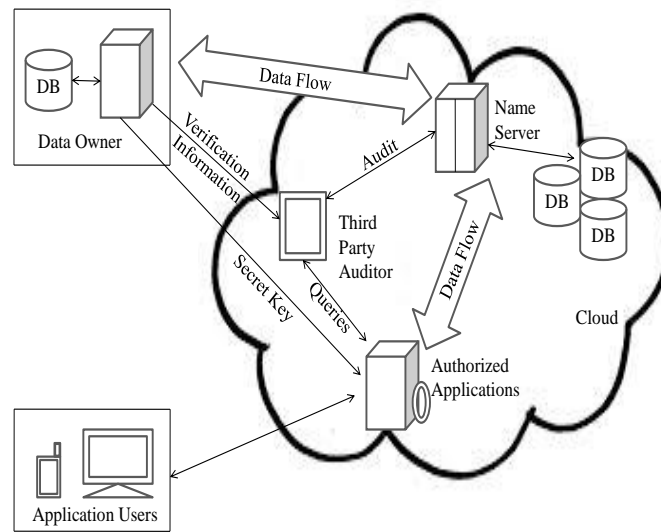 DB
Data Owner
Data Flow
Name
Server
Verification
Information
Audit
DB
DB
DB
Third
Party
Auditor
Secret Key
Queries
Data Flow
Cloud
Authorized
Applications
Application Users